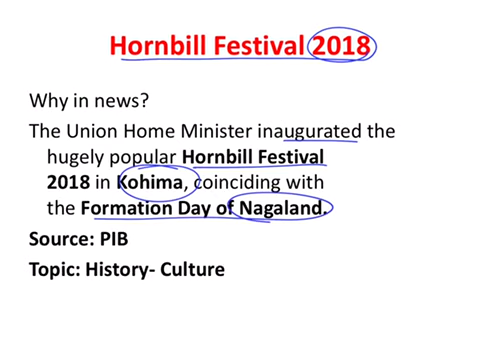 Hornbill Festival 2018
Why in news?
The Union Home Minister inaugurated the
hugely popular Hornbill Festival
2018 in Kohima, coinciding with
the Formation Day of Nagaland.
Source: PIB
Topic: History- Culture